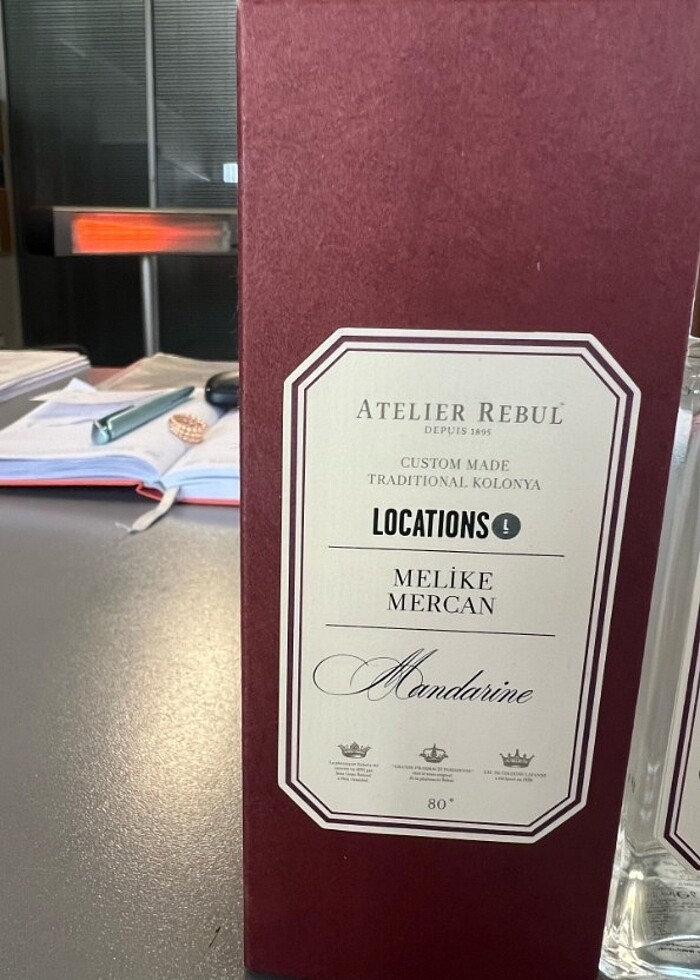 ATELIER REBUL
DEPUIS 1895
CUSTOM MADE
TRADITIONAL KOLONYA
LOCATIONS L
MELİKE
MERCAN
Mandarine
80°